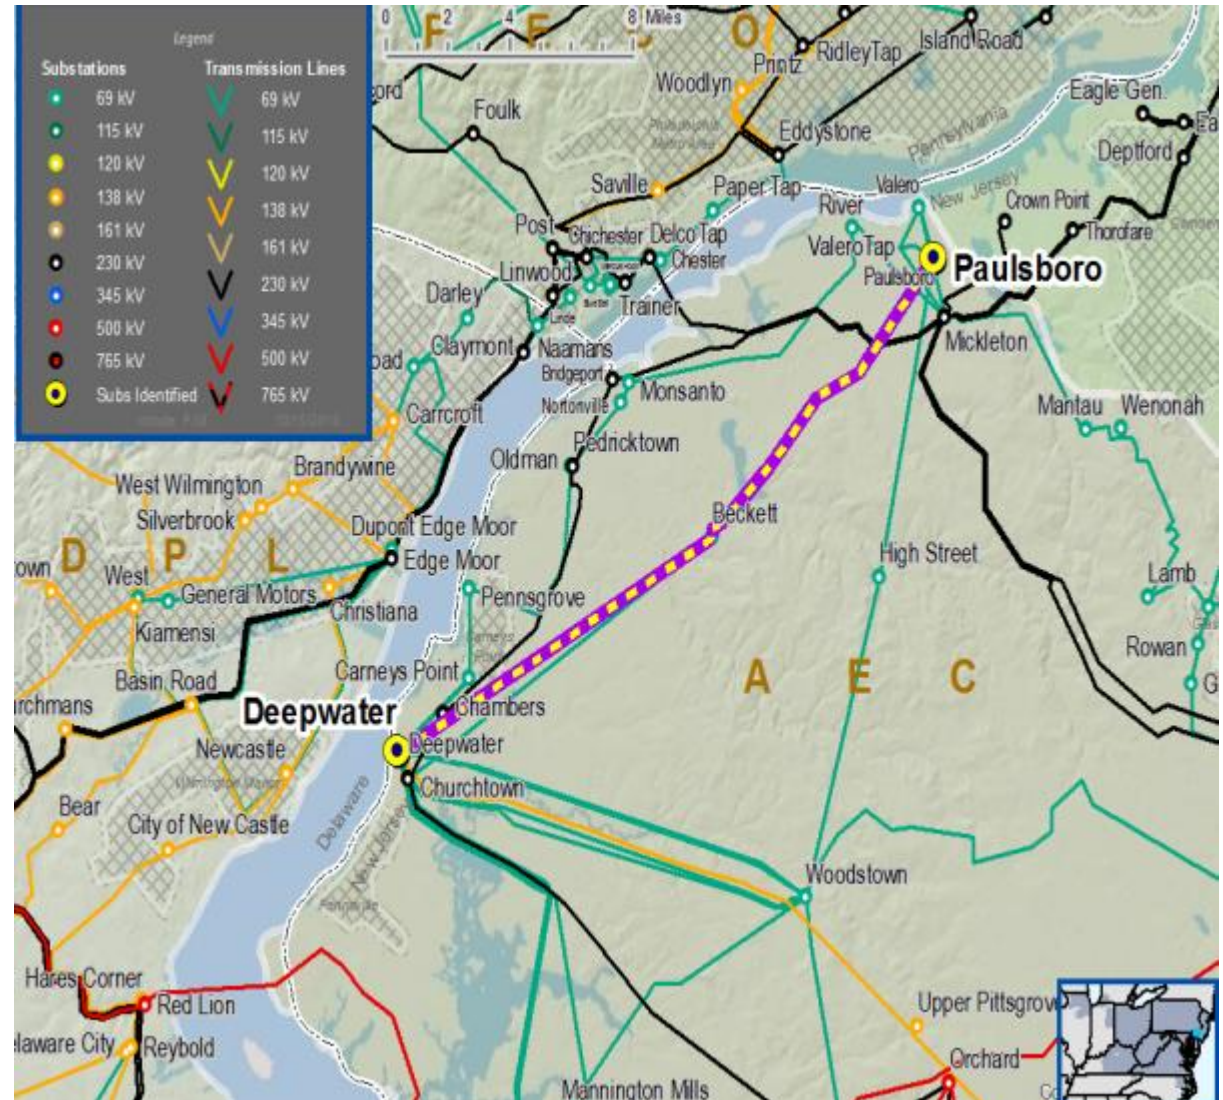 Legend
Substations
Transmission Lines
69 kV
69 kV
115 kV
115 kV
120 kV
120 kV
138 kV
138 kV
161 kV
161 kV
230 kV
230 kV
345 kV
345 kV
500 kV
500 kV
765 kV
765 kV
Subs Identified
0 2 4 8 Miles
P E O
Printz
RidleyTap
Island Road
Woodlyn
Foulk
Eddystone
Eagle Gen.
Deptford
Pennsylvania
New Jersey
Saville
Paper Tap
Valero
River
Crown Point
Thorofare
Post
Chichester
Delco Tap
Chester
Valero Tap
Paulsboro
Paulsboro
Linwood
Trainer
Linde
Darley
Claymont
Naamans
Mickleton
Bridgeport
Monsanto
Nortonville
Carrcroft
Mantau
Wenonah
Pedricktown
Oldman
Brandywine
West Wilmington
Silverbrook
Beckett
Dupont Edge Moor
Edge Moor
D P L
West
General Motors
Christiana
High Street
Lamb
Pennsgrove
Kiamensi
Rowan
Carneys Point
Basin Road
A E C
Chambers
Deepwater
Deepwater
Newcastle
Churchtown
Bear
City of New Castle
Delaware
New Jersey
Woodstown
Hares Corner
Red Lion
Upper Pittsgrov
elaware City
Reybold
Orchard
Mannington Mills